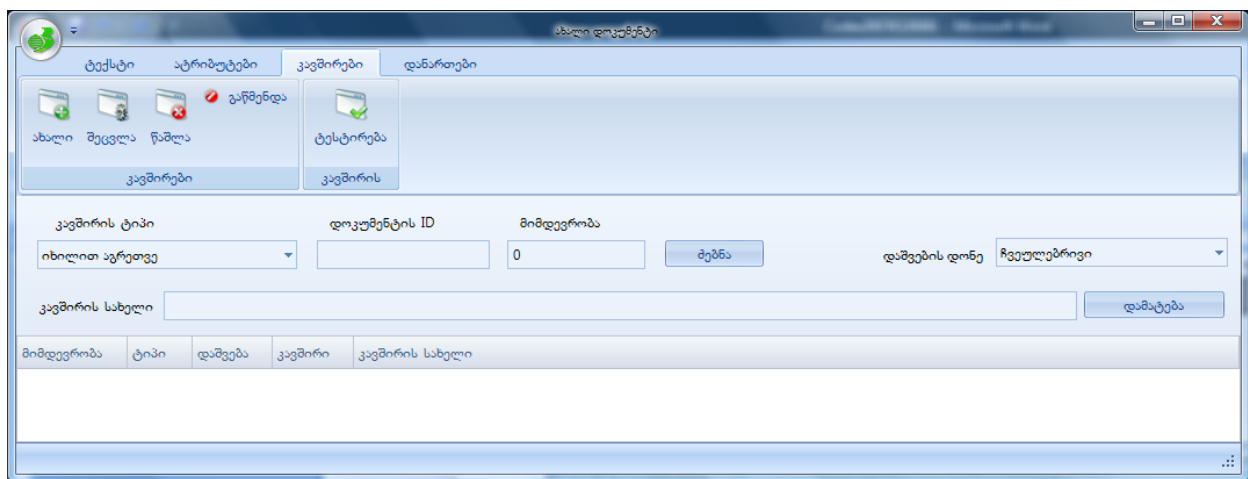 ახალი დოკუმენტი
ტექსტი ატრიბუტები კავშირები დანართები
გაწმენდა
ახალი შეცვლა წაშლა ტესტირება
კავშირები კავშირის
კავშირის ტიპი დოკუმენტის ID მიმდევრობა
იხილით აგრეთვე 0 ძებნა დაშვების დონე ჩვეულებრივი
კავშირის სახელი დამატება
მიმდევრობა ტიპი დაშვება კავშირი კავშირის სახელი